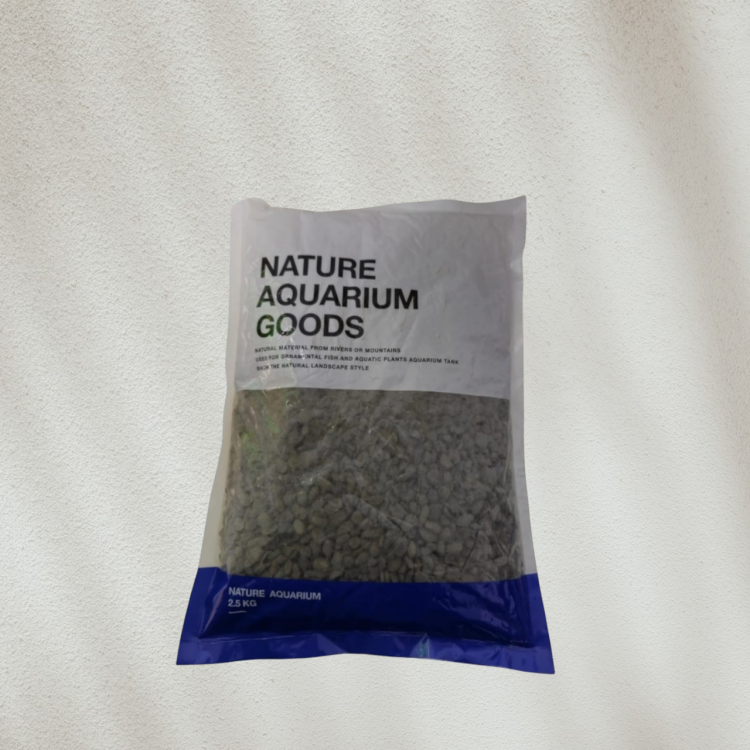 NATURE
AQUARIUM
GOODS
NATURAL MATERIAL FROM RIVERS OR MOUNTAINS
USED FOR ORNAMENTAL FISH AND AQUATIC PLANTS AQUARIUM TANK
THE NATURAL LANDSCAPE STYLE
NATURE AQUARIUM
2.5 KG